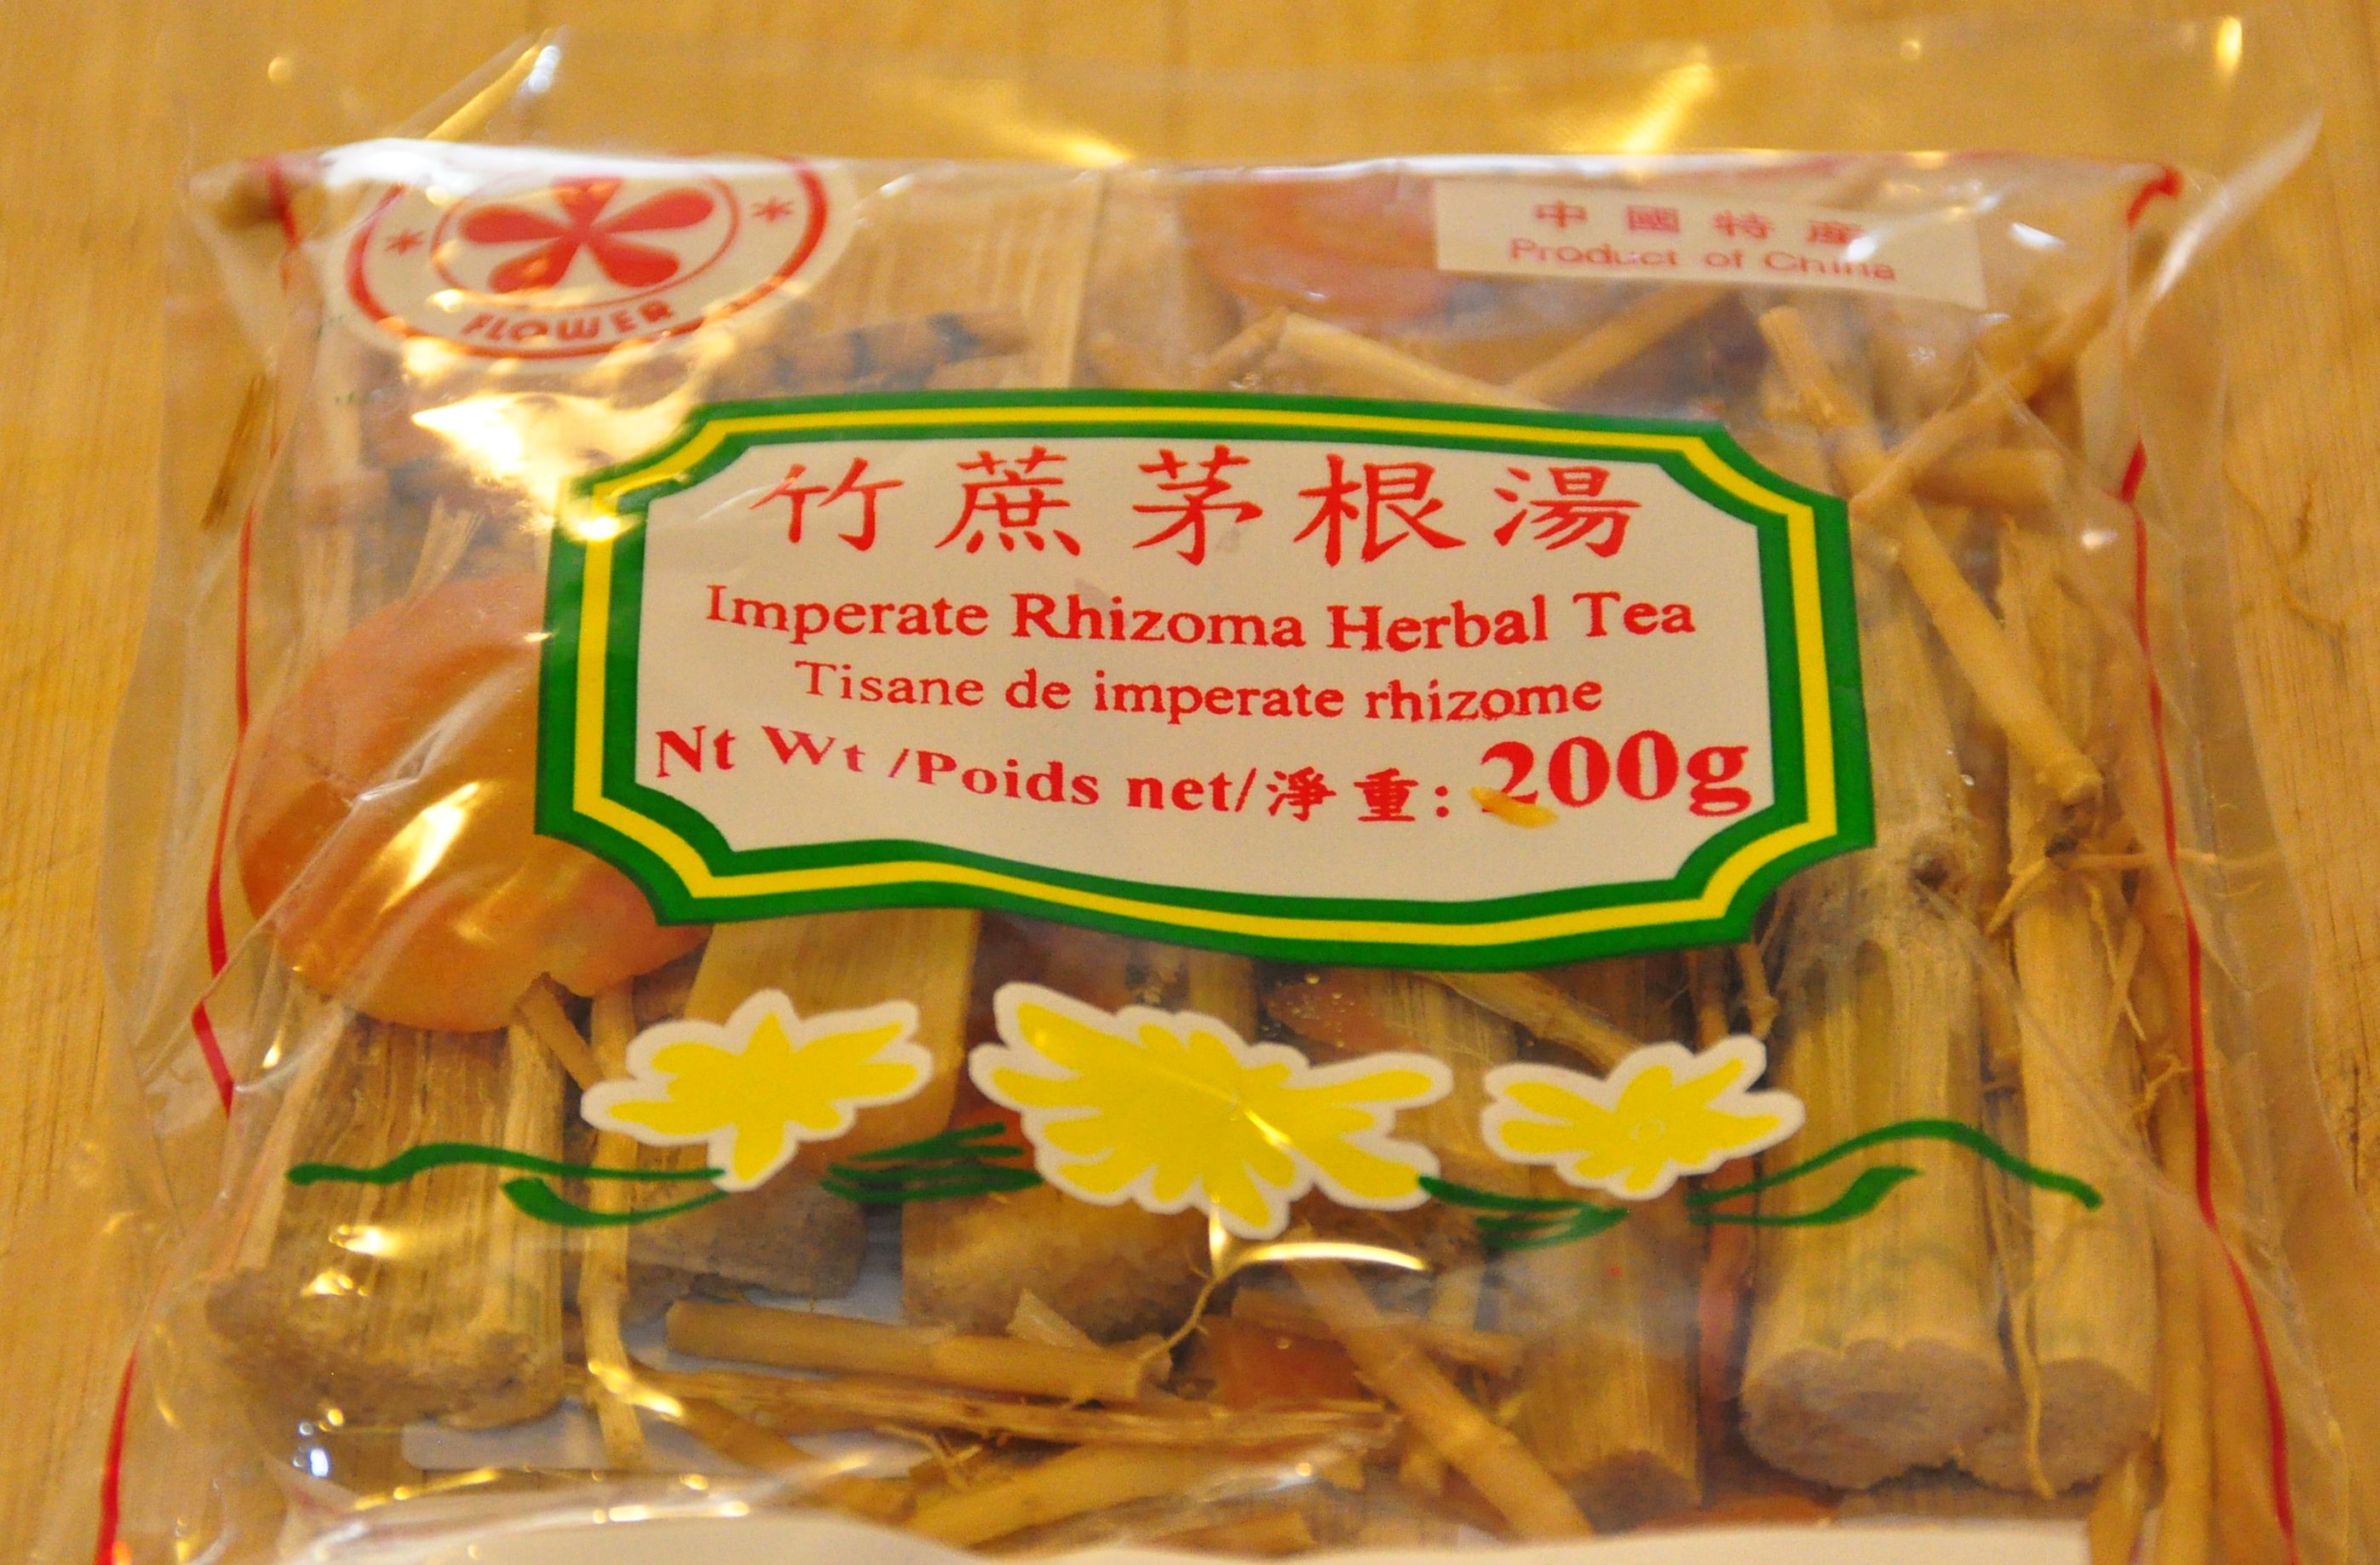 FLOWER
中國特產
Product of China
竹蔗茅根湯
Imperate Rhizoma Herbal Tea
Tisane de imperate rhizome
Nt Wt /Poids net/淨重: 200g